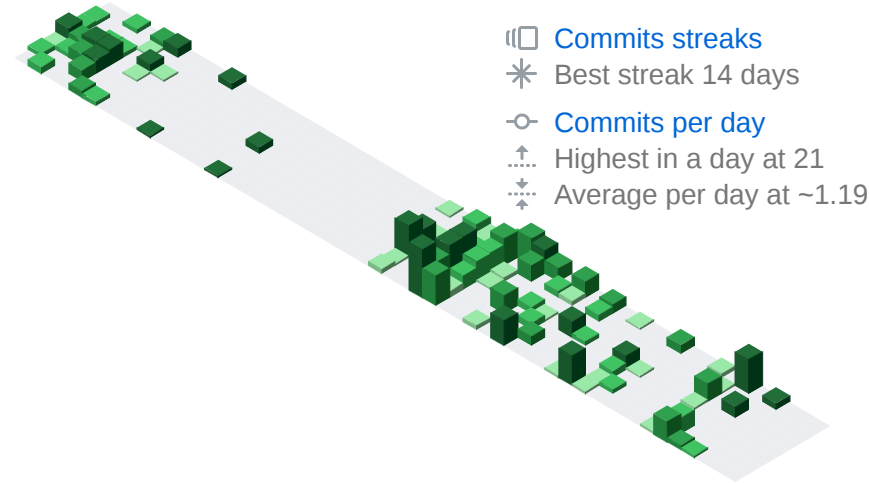 Commits streaks
Best streak 14 days
Commits per day
Highest in a day at 21
Average per day at ~1.19